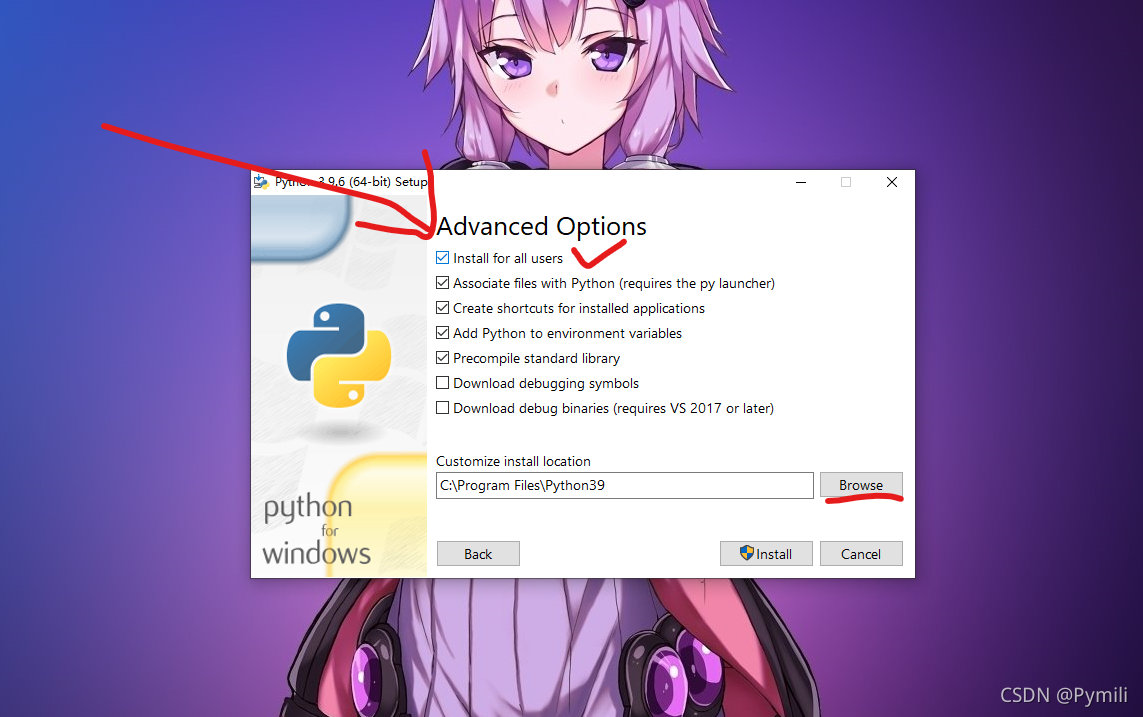 Python 3.9.6 (64-bit) Setup
Advanced Options
Install for all users
Associate files with Python (requires the py launcher)
Create shortcuts for installed applications
Add Python to environment variables
Precompile standard library
Download debugging symbols
Download debug binaries (requires VS 2017 or later)
Customize install location
C:\Program Files\Python39
Browse
python
for
windows
Back
Install
Cancel
CSDN @Pymili